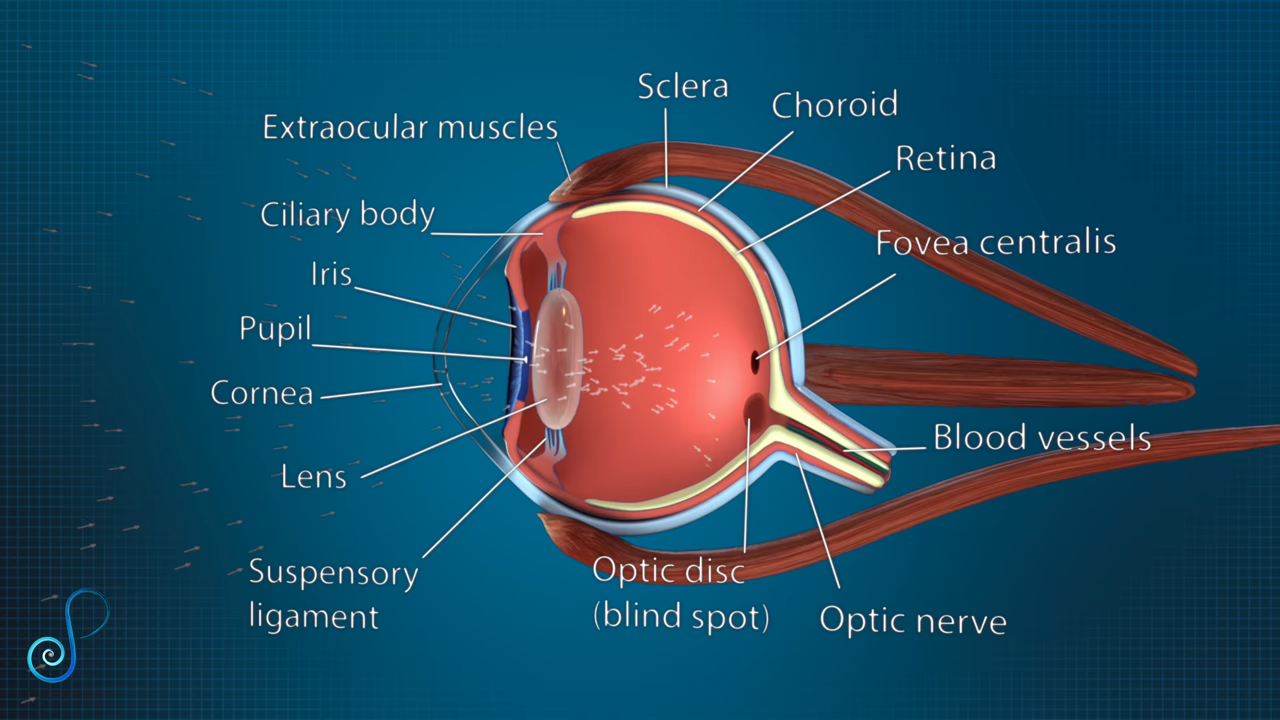 Sclera
Choroid
Extraocular muscles
Retina
Ciliary body
Fovea centralis
Iris
Pupil
Cornea
Blood vessels
Lens
Suspensory
ligament
Optic disc
(blind spot)
Optic nerve